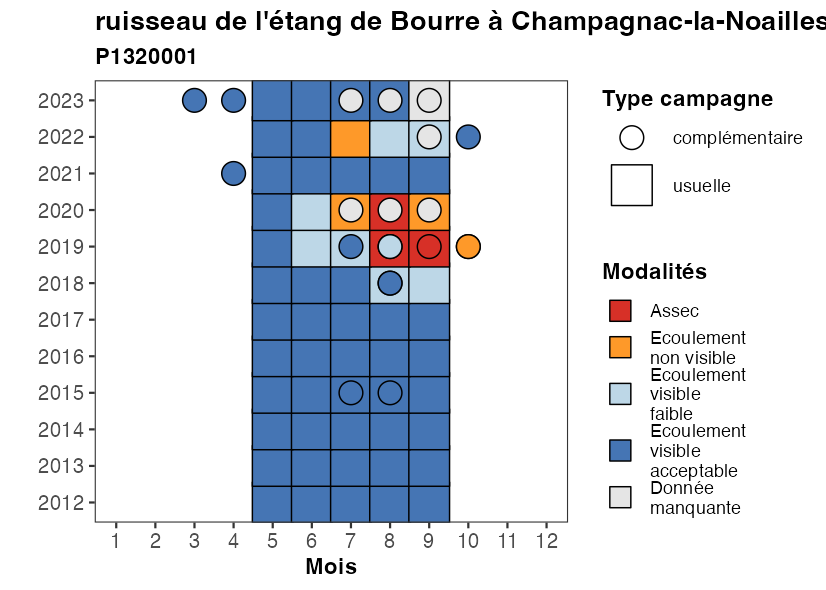 ruisseau de l'étang de Bourre à Champagnac-la-Noailles
P1320001
2023
2022
2021
2020
2019
2018
2017
2016
2015
2014
2013
2012
1 2 3 4 5 6 7 8 9 10 11 12
Mois
Type campagne
complémentaire
usuelle
Modalités
Assec
Ecoulement
non visible
Ecoulement
visible
faible
Ecoulement
visible
acceptable
Donnée
manquante